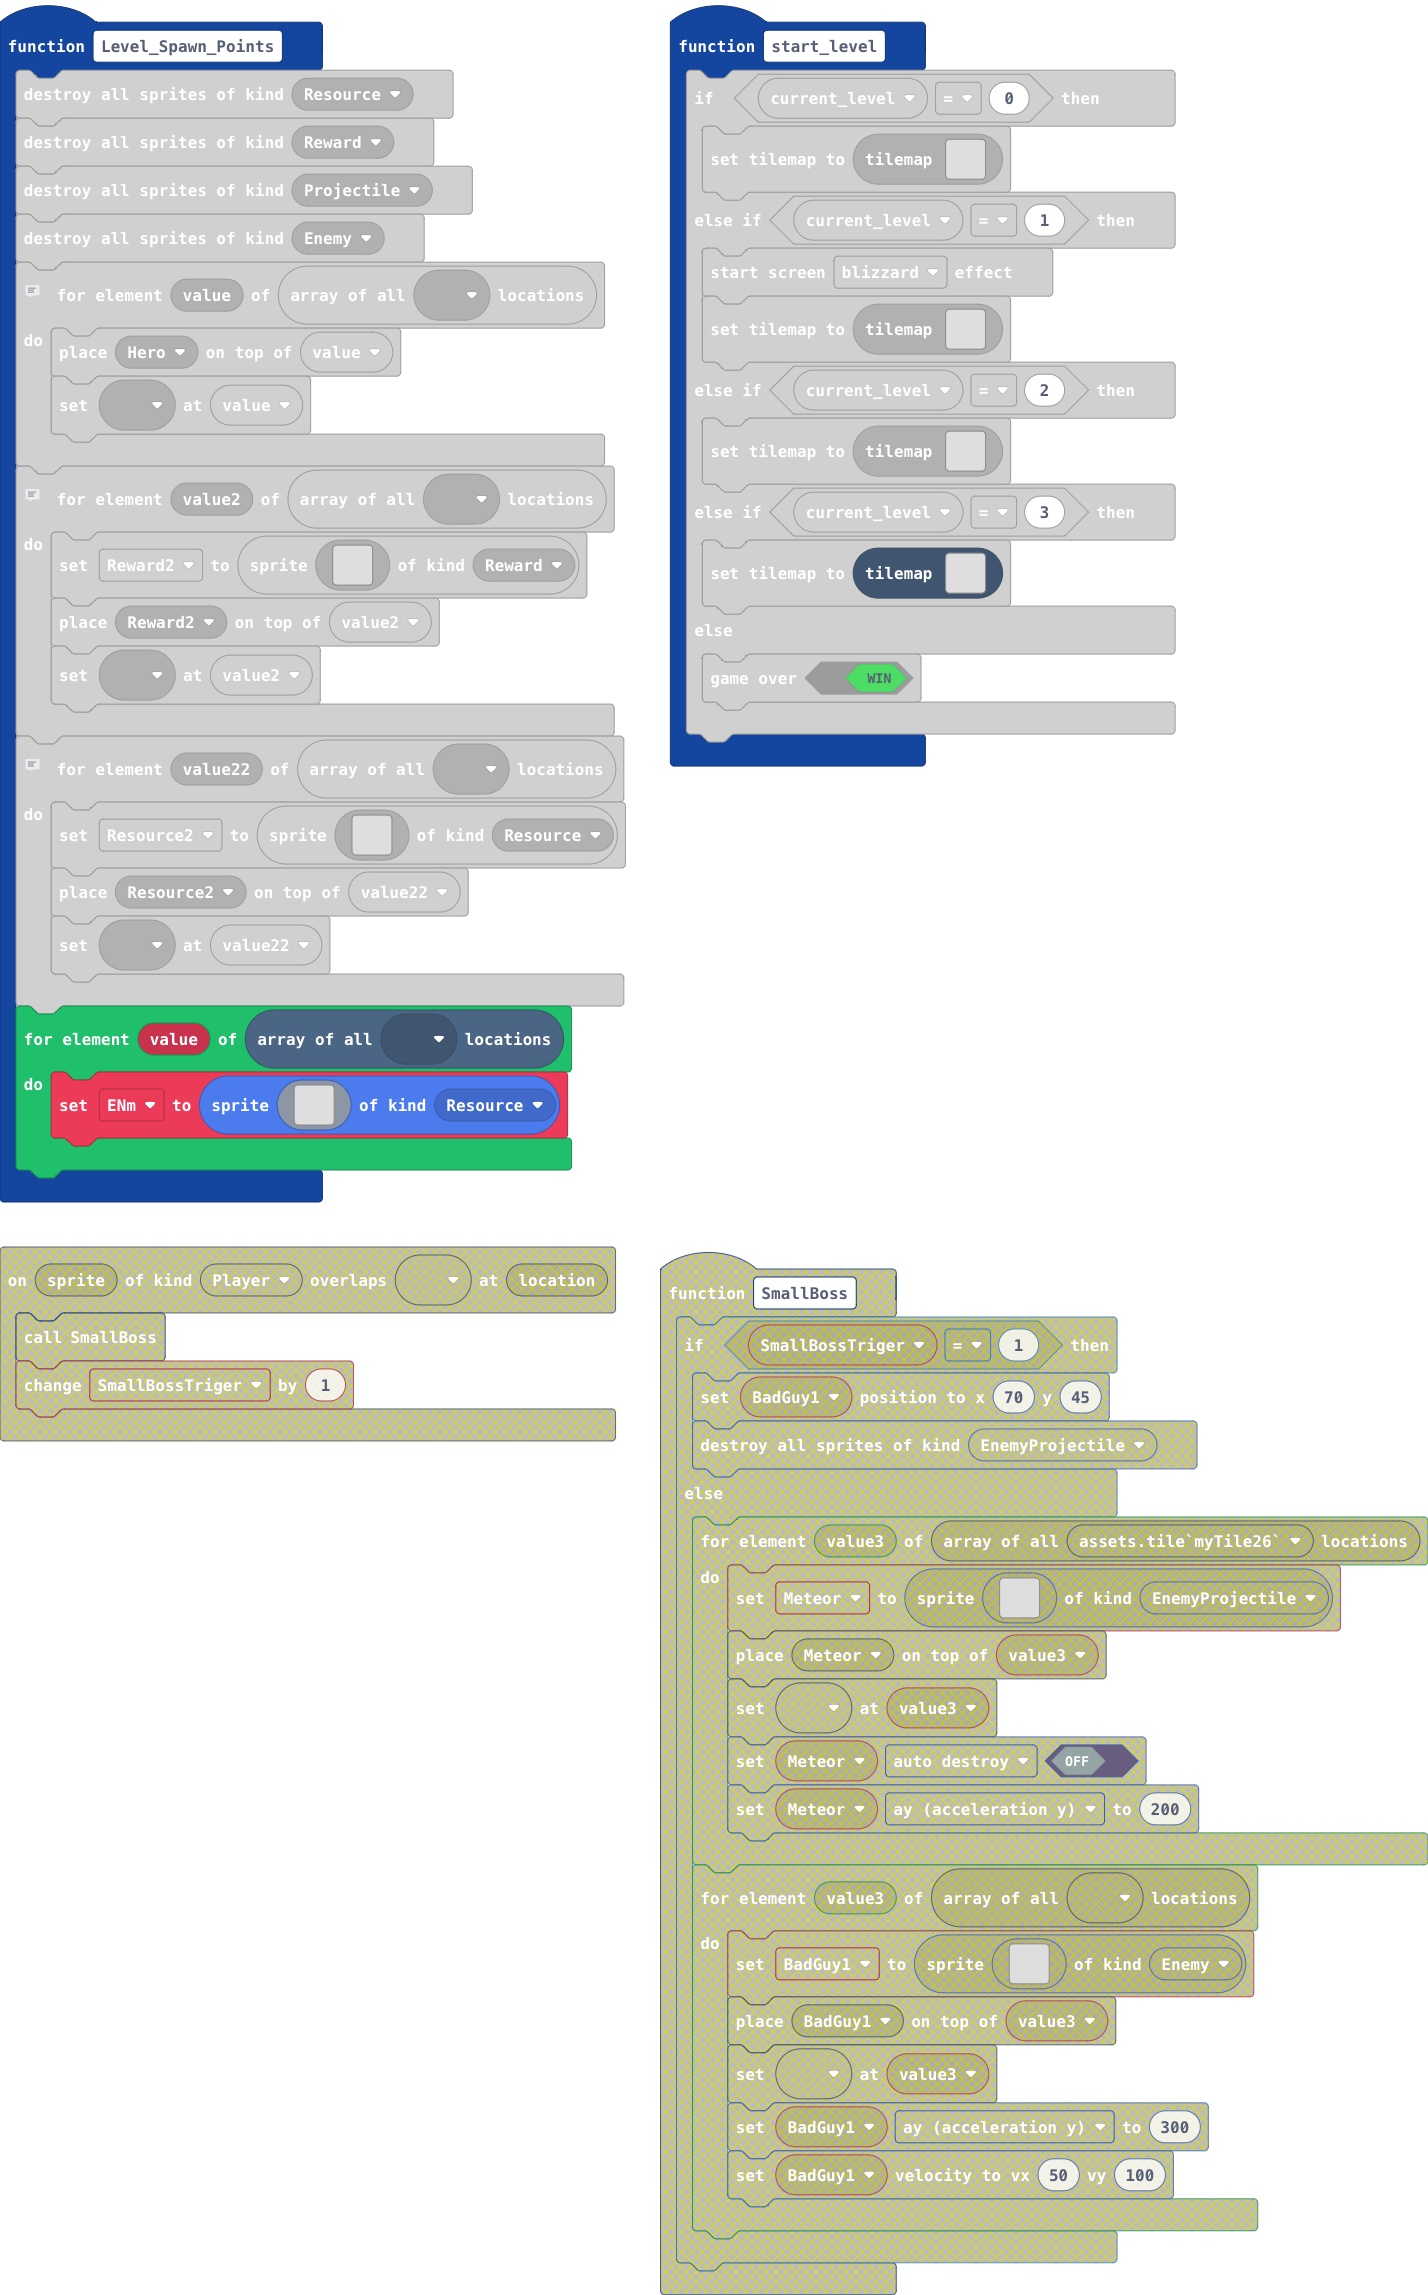 function Level_Spawn_Points
destroy all sprites of kind Resource
destroy all sprites of kind Reward
destroy all sprites of kind Projectile
destroy all sprites of kind Enemy
for element value of array of all locations
do
place Hero on top of value
set at value
for element value2 of array of all locations
do
set Reward2 to sprite of kind Reward
place Reward2 on top of value2
set at value2
for element value22 of array of all locations
do
set Resource2 to sprite of kind Resource
place Resource2 on top of value22
set at value22
for element value of array of all locations
do
set ENm to sprite of kind Resource
function start_level
if current_level = 0 then
set tilemap to tilemap
else if current_level = 1 then
start screen blizzard effect
set tilemap to tilemap
else if current_level = 2 then
set tilemap to tilemap
else if current_level = 3 then
set tilemap to tilemap
else
game over WIN
on sprite of kind Player overlaps at location
call SmallBoss
change SmallBossTriger by 1
function SmallBoss
if SmallBossTriger = 1 then
set BadGuy1 position to x 70 y 45
destroy all sprites of kind EnemyProjectile
else
for element value3 of array of all assets.tile`myTile26` locations
do
set Meteor to sprite of kind EnemyProjectile
place Meteor on top of value3
set at value3
set Meteor auto destroy OFF
set Meteor ay (acceleration y) to 200
for element value3 of array of all locations
do
set BadGuy1 to sprite of kind Enemy
place BadGuy1 on top of value3
set at value3
set BadGuy1 ay (acceleration y) to 300
set BadGuy1 velocity to vx 50 vy 100